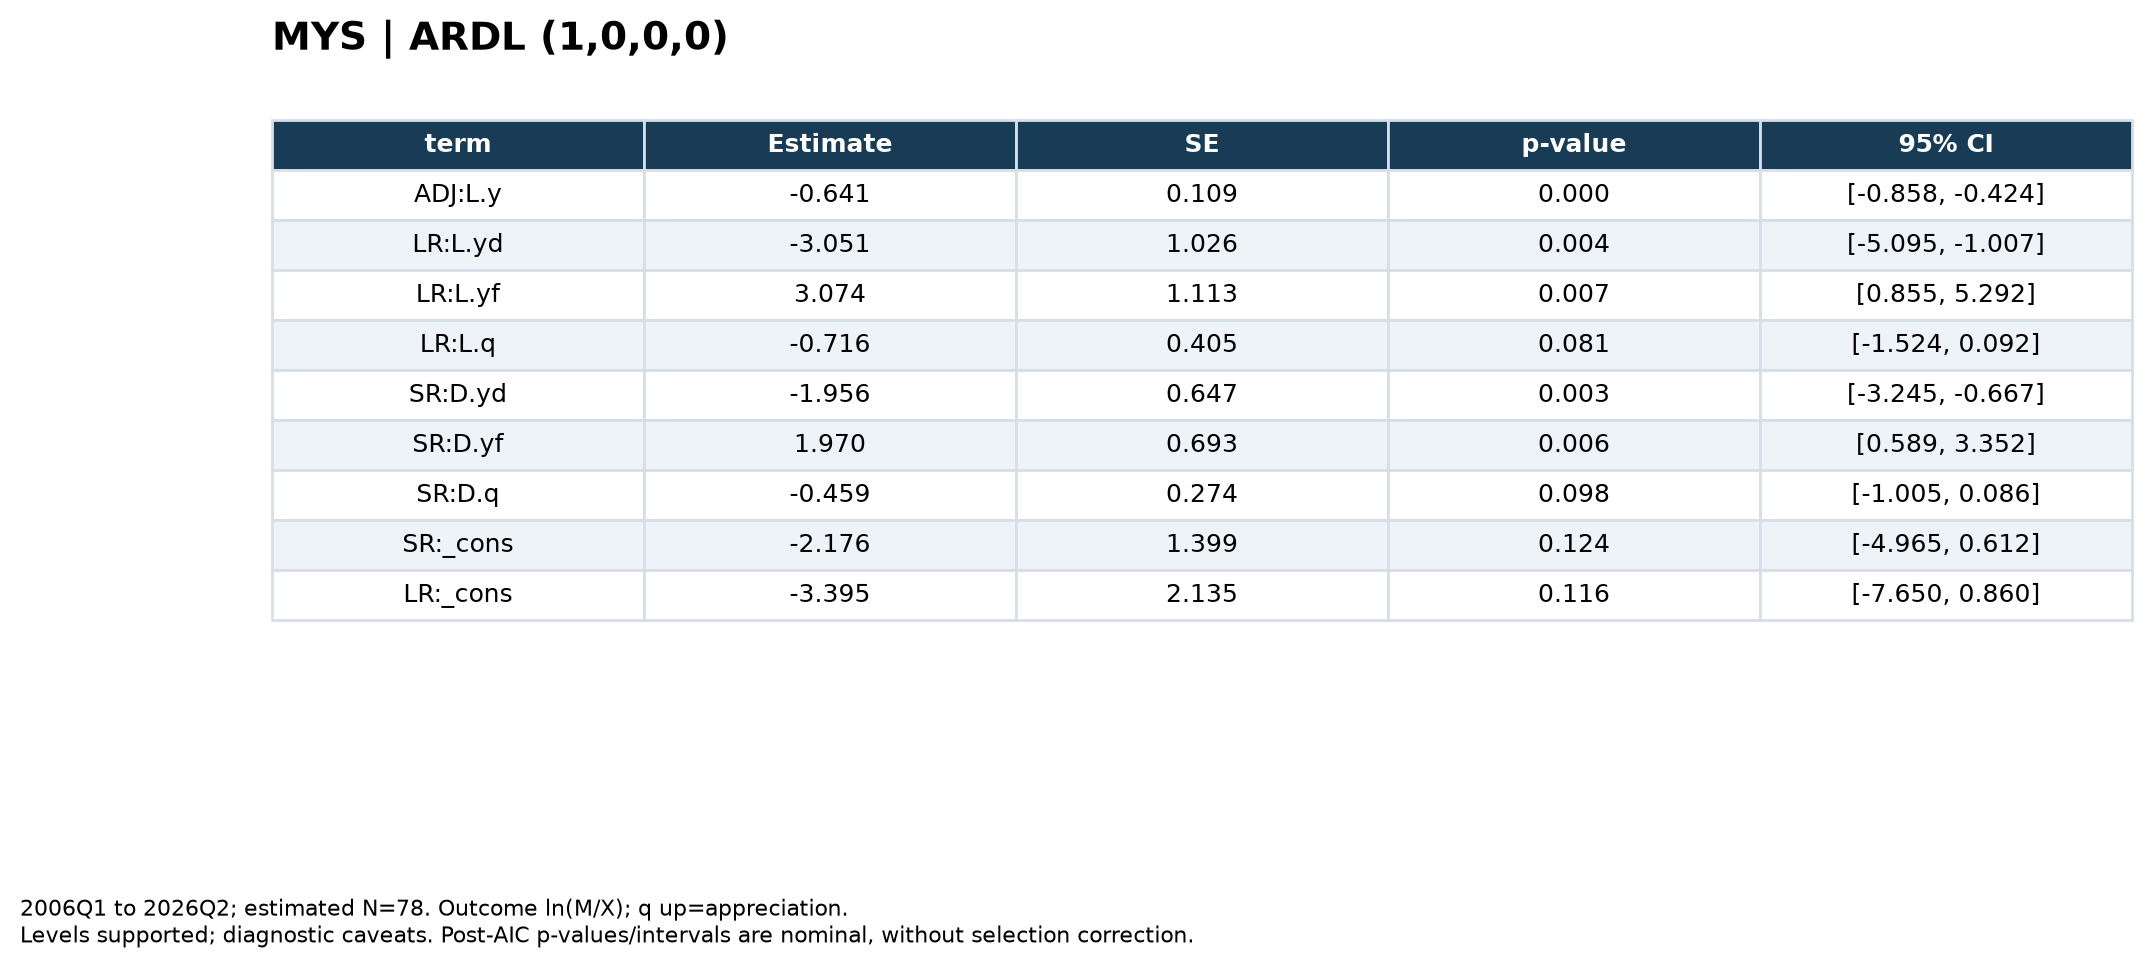 MYS | ARDL (1,0,0,0)
term Estimate SE p-value 95% CI
ADJ:L.y -0.641 0.109 0.000 [-0.858, -0.424]
LR:L.yd -3.051 1.026 0.004 [-5.095, -1.007]
LR:L.yf 3.074 1.113 0.007 [0.855, 5.292]
LR:L.q -0.716 0.405 0.081 [-1.524, 0.092]
SR:D.yd -1.956 0.647 0.003 [-3.245, -0.667]
SR:D.yf 1.970 0.693 0.006 [0.589, 3.352]
SR:D.q -0.459 0.274 0.098 [-1.005, 0.086]
SR:_cons -2.176 1.399 0.124 [-4.965, 0.612]
LR:_cons -3.395 2.135 0.116 [-7.650, 0.860]
2006Q1 to 2026Q2; estimated N=78. Outcome ln(M/X); q up=appreciation.
Levels supported; diagnostic caveats. Post-AIC p-values/intervals are nominal, without selection correction.